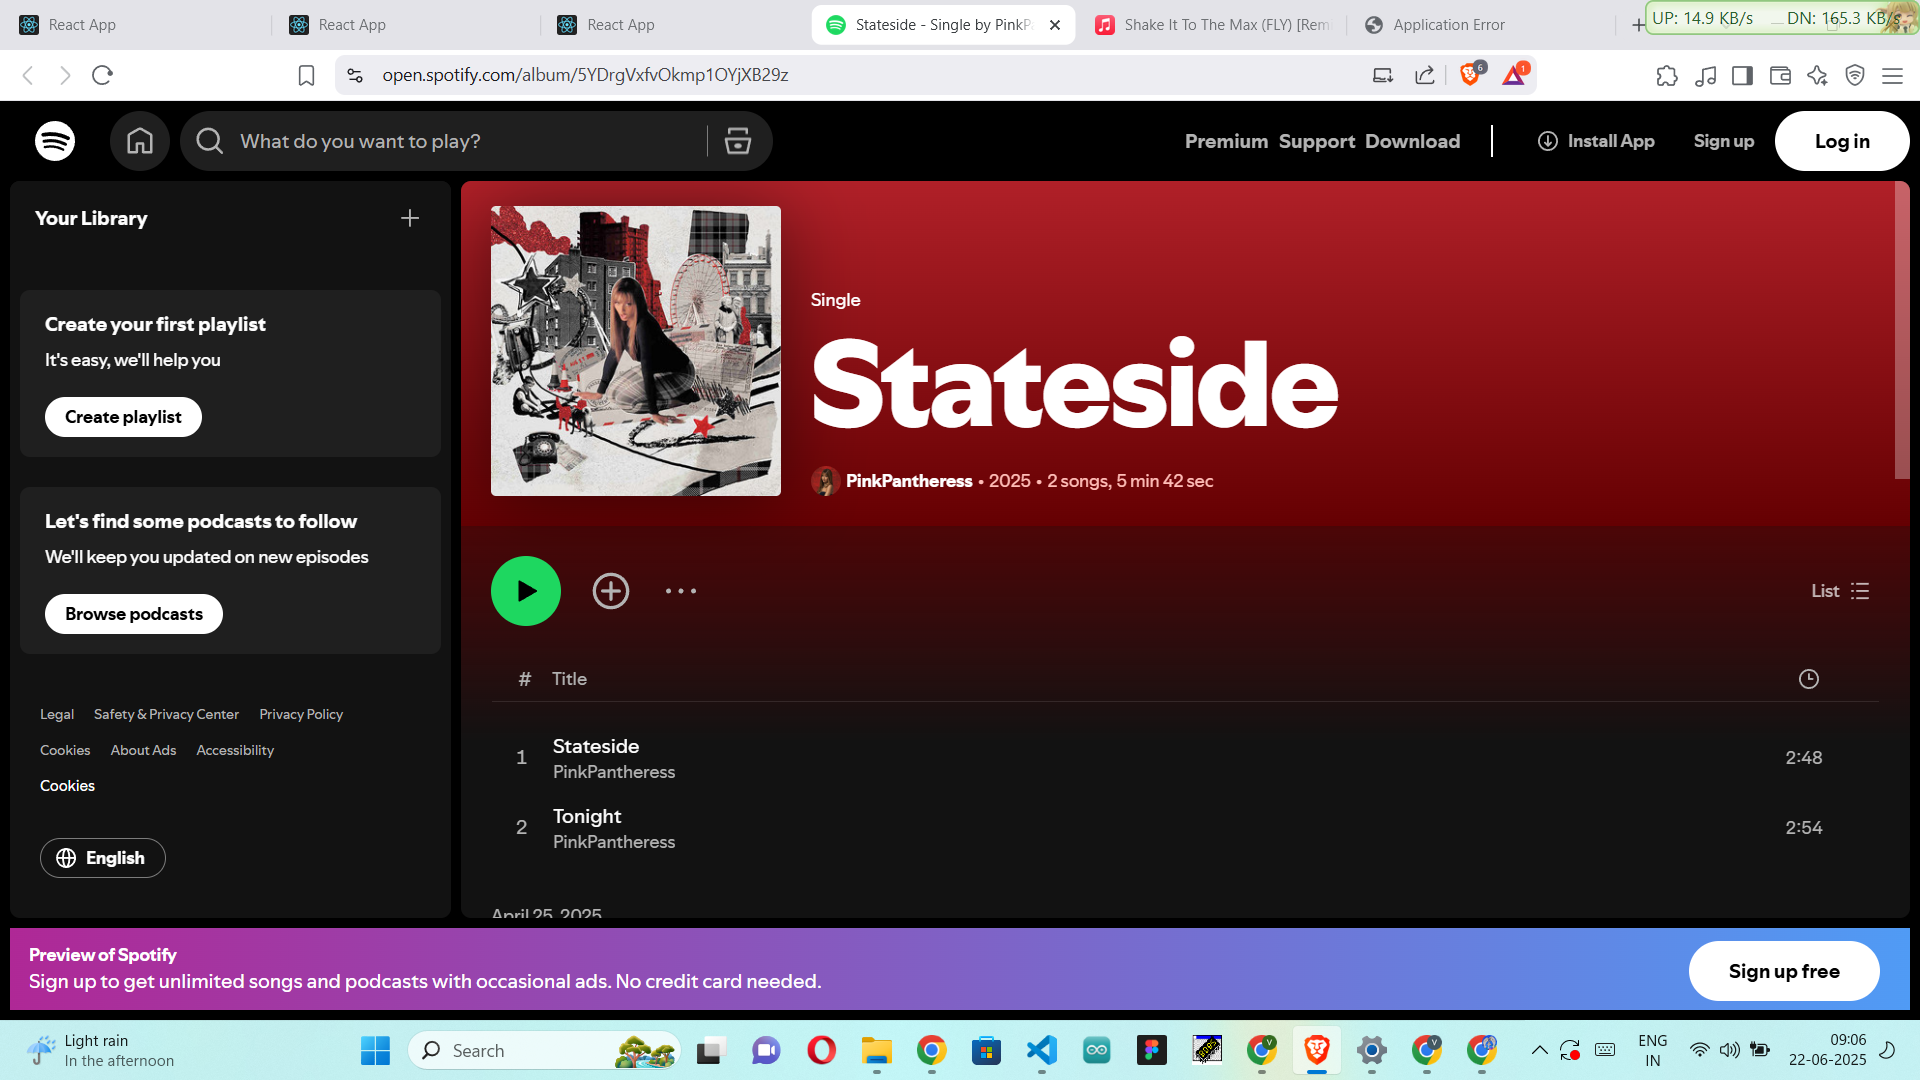 React App
React App
React App
Stateside - Single by PinkP
Shake It To The Max (FLY) [Rem
Application Error
UP: 14.9 KB/s
DN: 165.3 KB/s
open.spotify.com/album/5YDrgVxfvOkmp1OYjXB29z
6
1
What do you want to play?
Premium
Support
Download
Install App
Sign up
Log in
Your Library
Create your first playlist
It's easy, we'll help you
Create playlist
Let's find some podcasts to follow
We'll keep you updated on new episodes
Browse podcasts
Legal
Safety & Privacy Center
Privacy Policy
Cookies
About Ads
Accessibility
Cookies
English
Single
Stateside
PinkPantheress • 2025 • 2 songs, 5 min 42 sec
List
# Title
1 Stateside 2:48
PinkPantheress
2 Tonight 2:54
PinkPantheress
April 25, 2025
Preview of Spotify
Sign up to get unlimited songs and podcasts with occasional ads. No credit card needed.
Sign up free
Light rain
In the afternoon
Search
V
V
ENG
IN
09:06
22-06-2025